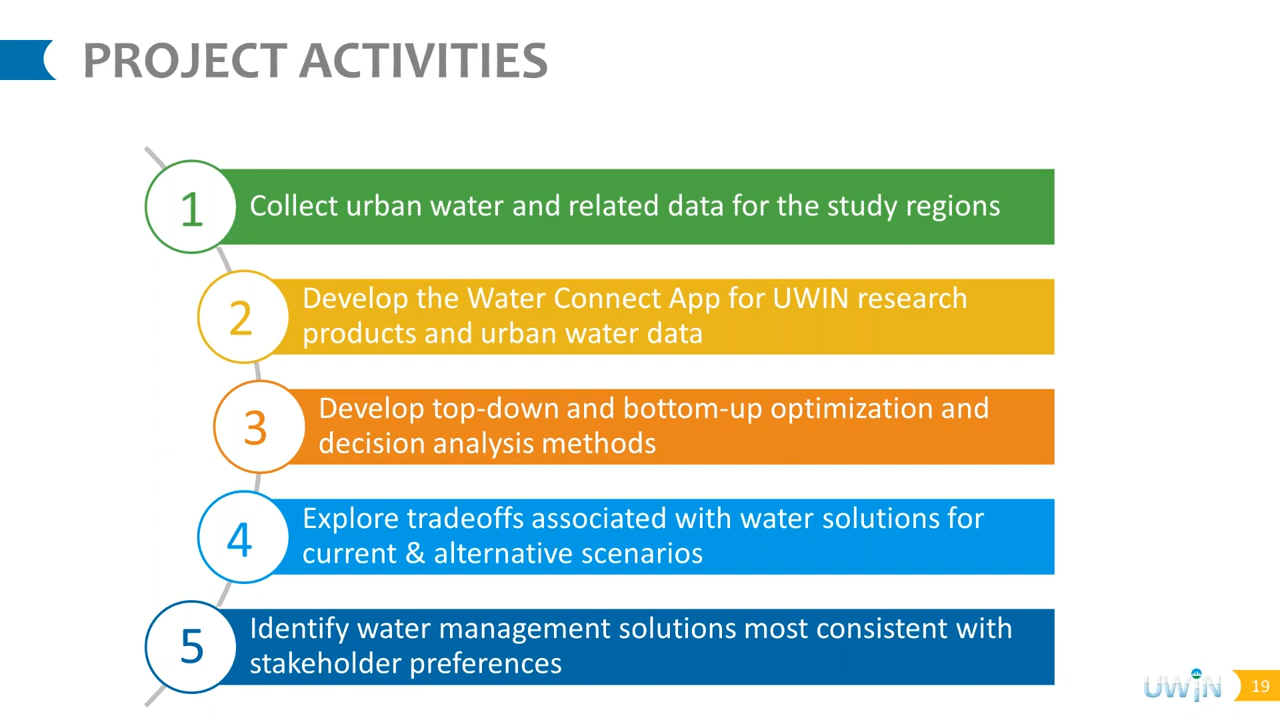 PROJECT ACTIVITIES
1
Collect urban water and related data for the study regions
2
Develop the Water Connect App for UWIN research
products and urban water data
3
Develop top-down and bottom-up optimization and
decision analysis methods
4
Explore tradeoffs associated with water solutions for
current & alternative scenarios
5
Identify water management solutions most consistent with
stakeholder preferences
UWiN
19